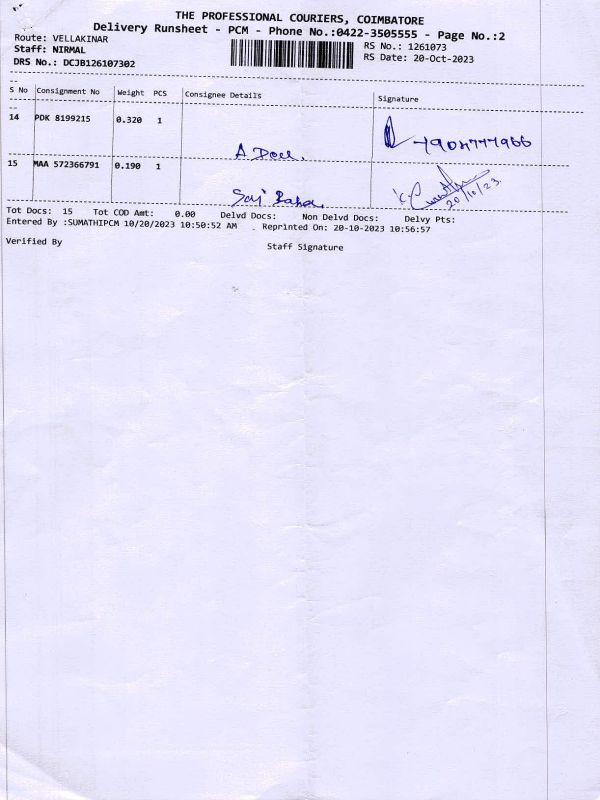 THE PROFESSIONAL COURIERS, COIMBATORE
Delivery Runsheet - PCM - Phone No.:0422-3505555 - Page No.:2
Route: VELLAKINAR
RS No.: 1261073
Staff: NIRMAL
RS Date: 20-Oct-2023
DRS No.: DCJB126107302
S No Consignment No Weight PCS Consignee Details Signature
14 PDK 8199215 0.320 1
A
15 MAA 572366791 0.190 1
20/10/23.
Tot Docs: 15 Tot COD Amt: 0.00 Delvd Docs: Non Delvd Docs: Delvy Pts:
Entered By :SUMATHIPCM 10/20/2023 10:50:52 AM . Reprinted On: 20-10-2023 10:56:57
Verified By Staff Signature